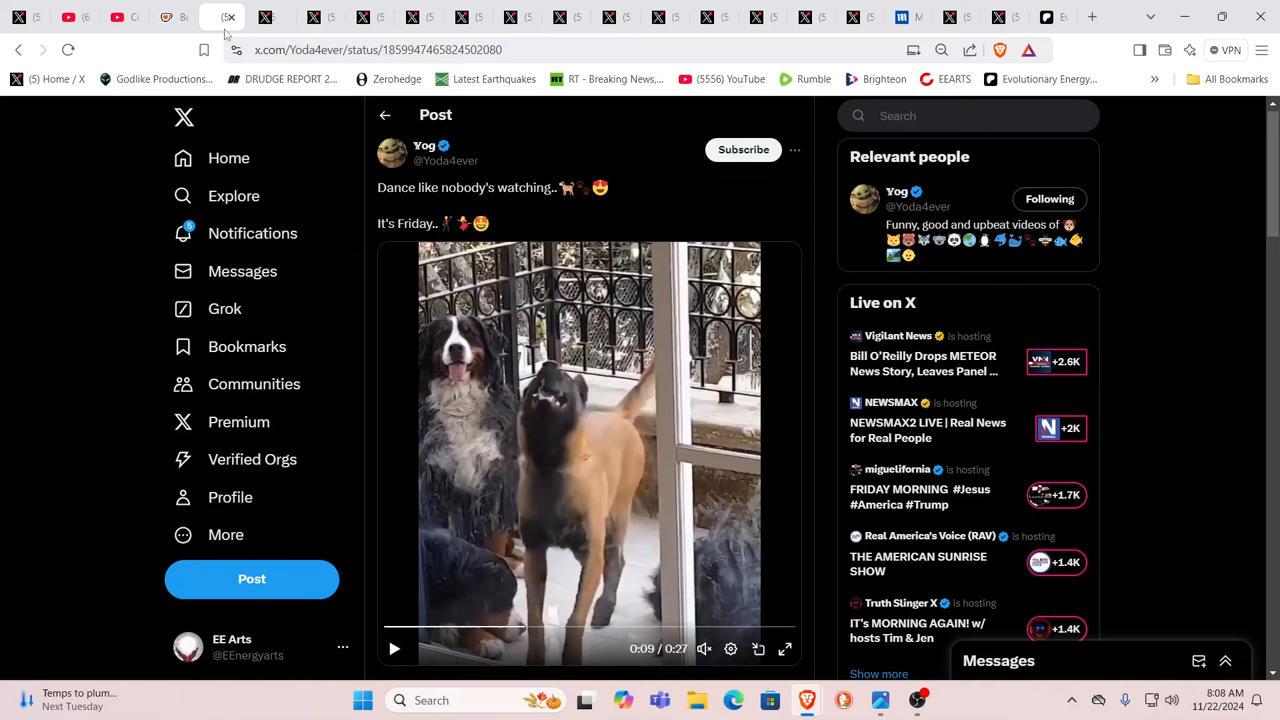 x.com/Yoda4ever/status/1859947465824502080
VPN
(5) Home / X
Godlike Productions...
DRUDGE REPORT 2...
Zerohedge
Latest Earthquakes
RT - Breaking News,...
(5556) YouTube
Rumble
Brighteon
EEARTS
Evolutionary Energy...
»
All Bookmarks
Home
Explore
5
Notifications
Messages
Grok
Bookmarks
Communities
Premium
Verified Orgs
Profile
More
Post
EE Arts
@EEnergyarts
Post
Yog
@Yoda4ever
Subscribe
Dance like nobody's watching..🐕🐾😍
It's Friday..🕺💃🤩
0:09 / 0:27
Search
Relevant people
Yog
@Yoda4ever
Following
Funny, good and upbeat videos of
Live on X
Vigilant News is hosting
Bill O'Reilly Drops METEOR
News Story, Leaves Panel ...
+2.6K
NEWSMAX is hosting
NEWSMAX2 LIVE | Real News
for Real People
+2K
miguelifornia is hosting
FRIDAY MORNING #Jesus
#America #Trump
+1.7K
Real America's Voice (RAV) is hosting
THE AMERICAN SUNRISE
SHOW
+1.4K
Truth Slinger X is hosting
IT'S MORNING AGAIN! w/
hosts Tim & Jen
+1.4K
Show more
Messages
Temps to plum...
Next Tuesday
Search
8:08 AM
11/22/2024